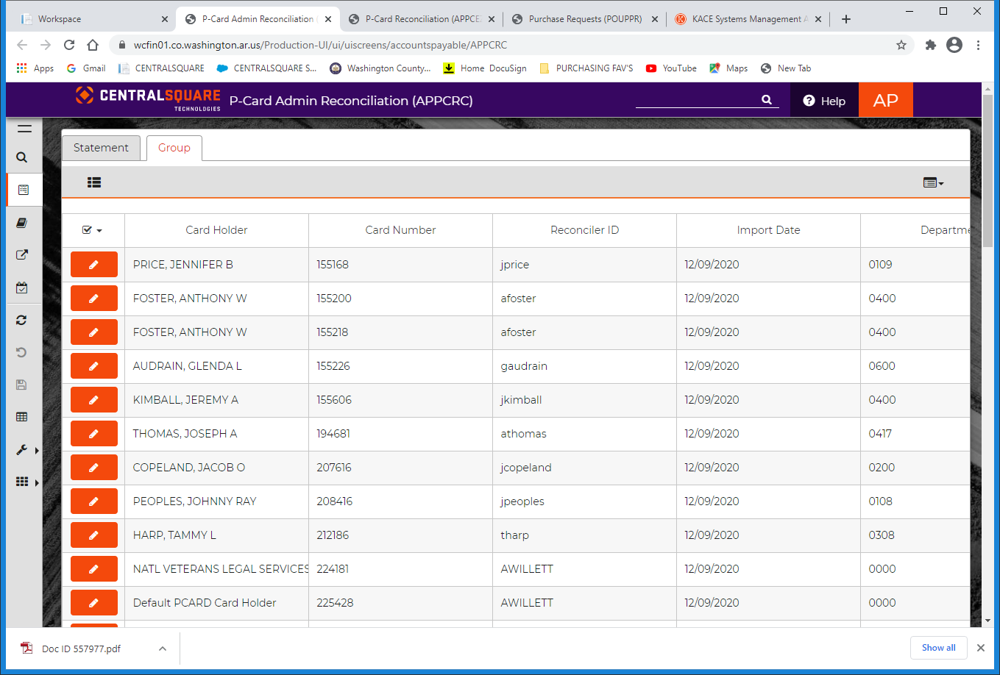 Workspace
P-Card Admin Reconciliation (
P-Card Reconciliation (APPCE
Purchase Requests (POUPPR)
KACE Systems Management A
wcfin01.co.washington.ar.us/Production-UI/ui/uiscreens/accountspayable/APPCRC
Apps
Gmail
CENTRALSQUARE
CENTRALSQUARE S...
Washington County...
Home DocuSign
PURCHASING FAV'S
YouTube
Maps
New Tab
CENTRALSQUARE
TECHNOLOGIES
P-Card Admin Reconciliation (APPCRC)
? Help
AP
Statement
Group
Card Holder Card Number Reconciler ID Import Date Departme
PRICE, JENNIFER B 155168 jprice 12/09/2020 0109
FOSTER, ANTHONY W 155200 afoster 12/09/2020 0400
FOSTER, ANTHONY W 155218 afoster 12/09/2020 0400
AUDRAIN, GLENDA L 155226 gaudrain 12/09/2020 0600
KIMBALL, JEREMY A 155606 jkimball 12/09/2020 0400
THOMAS, JOSEPH A 194681 athomas 12/09/2020 0417
COPELAND, JACOB O 207616 jcopeland 12/09/2020 0200
PEOPLES, JOHNNY RAY 208416 jpeoples 12/09/2020 0108
HARP, TAMMY L 212186 tharp 12/09/2020 0308
NATL VETERANS LEGAL SERVICES 224181 AWILLETT 12/09/2020 0000
Default PCARD Card Holder 225428 AWILLETT 12/09/2020 0000
Doc ID 557977.pdf
Show all